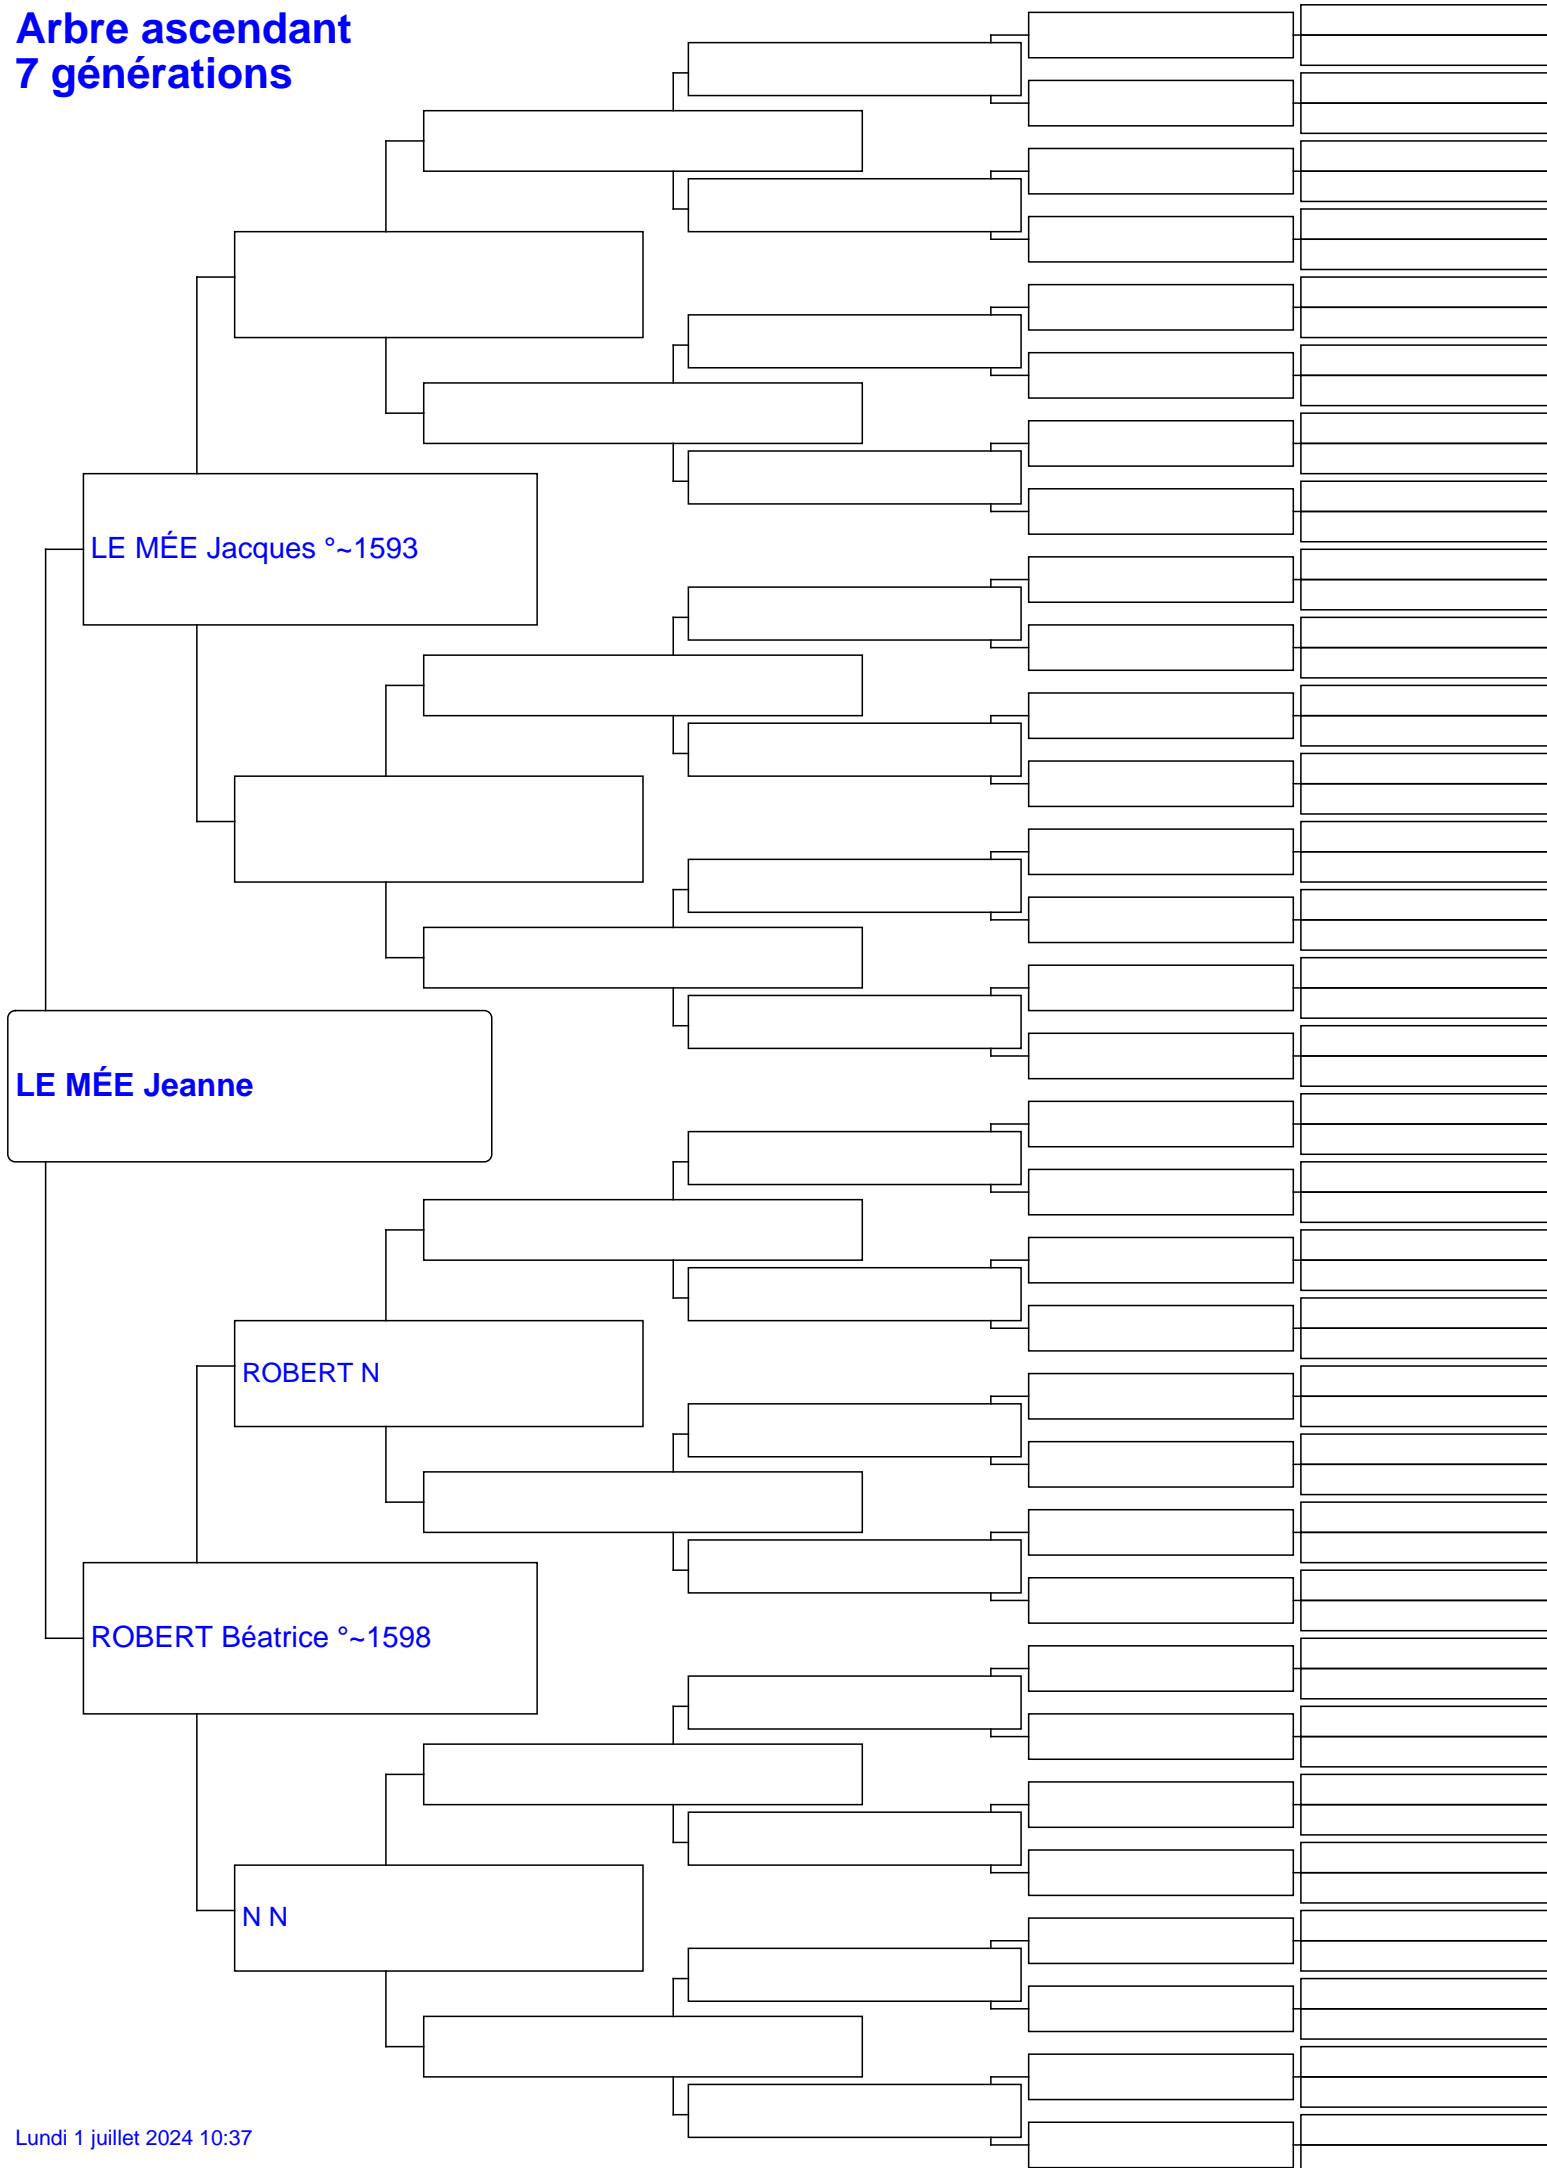 Arbre ascendant
7 générations
LE MÉE Jacques °~1593
LE MÉE Jeanne
ROBERT N
ROBERT Béatrice °~1598
N N
Lundi 1 juillet 2024 10:37